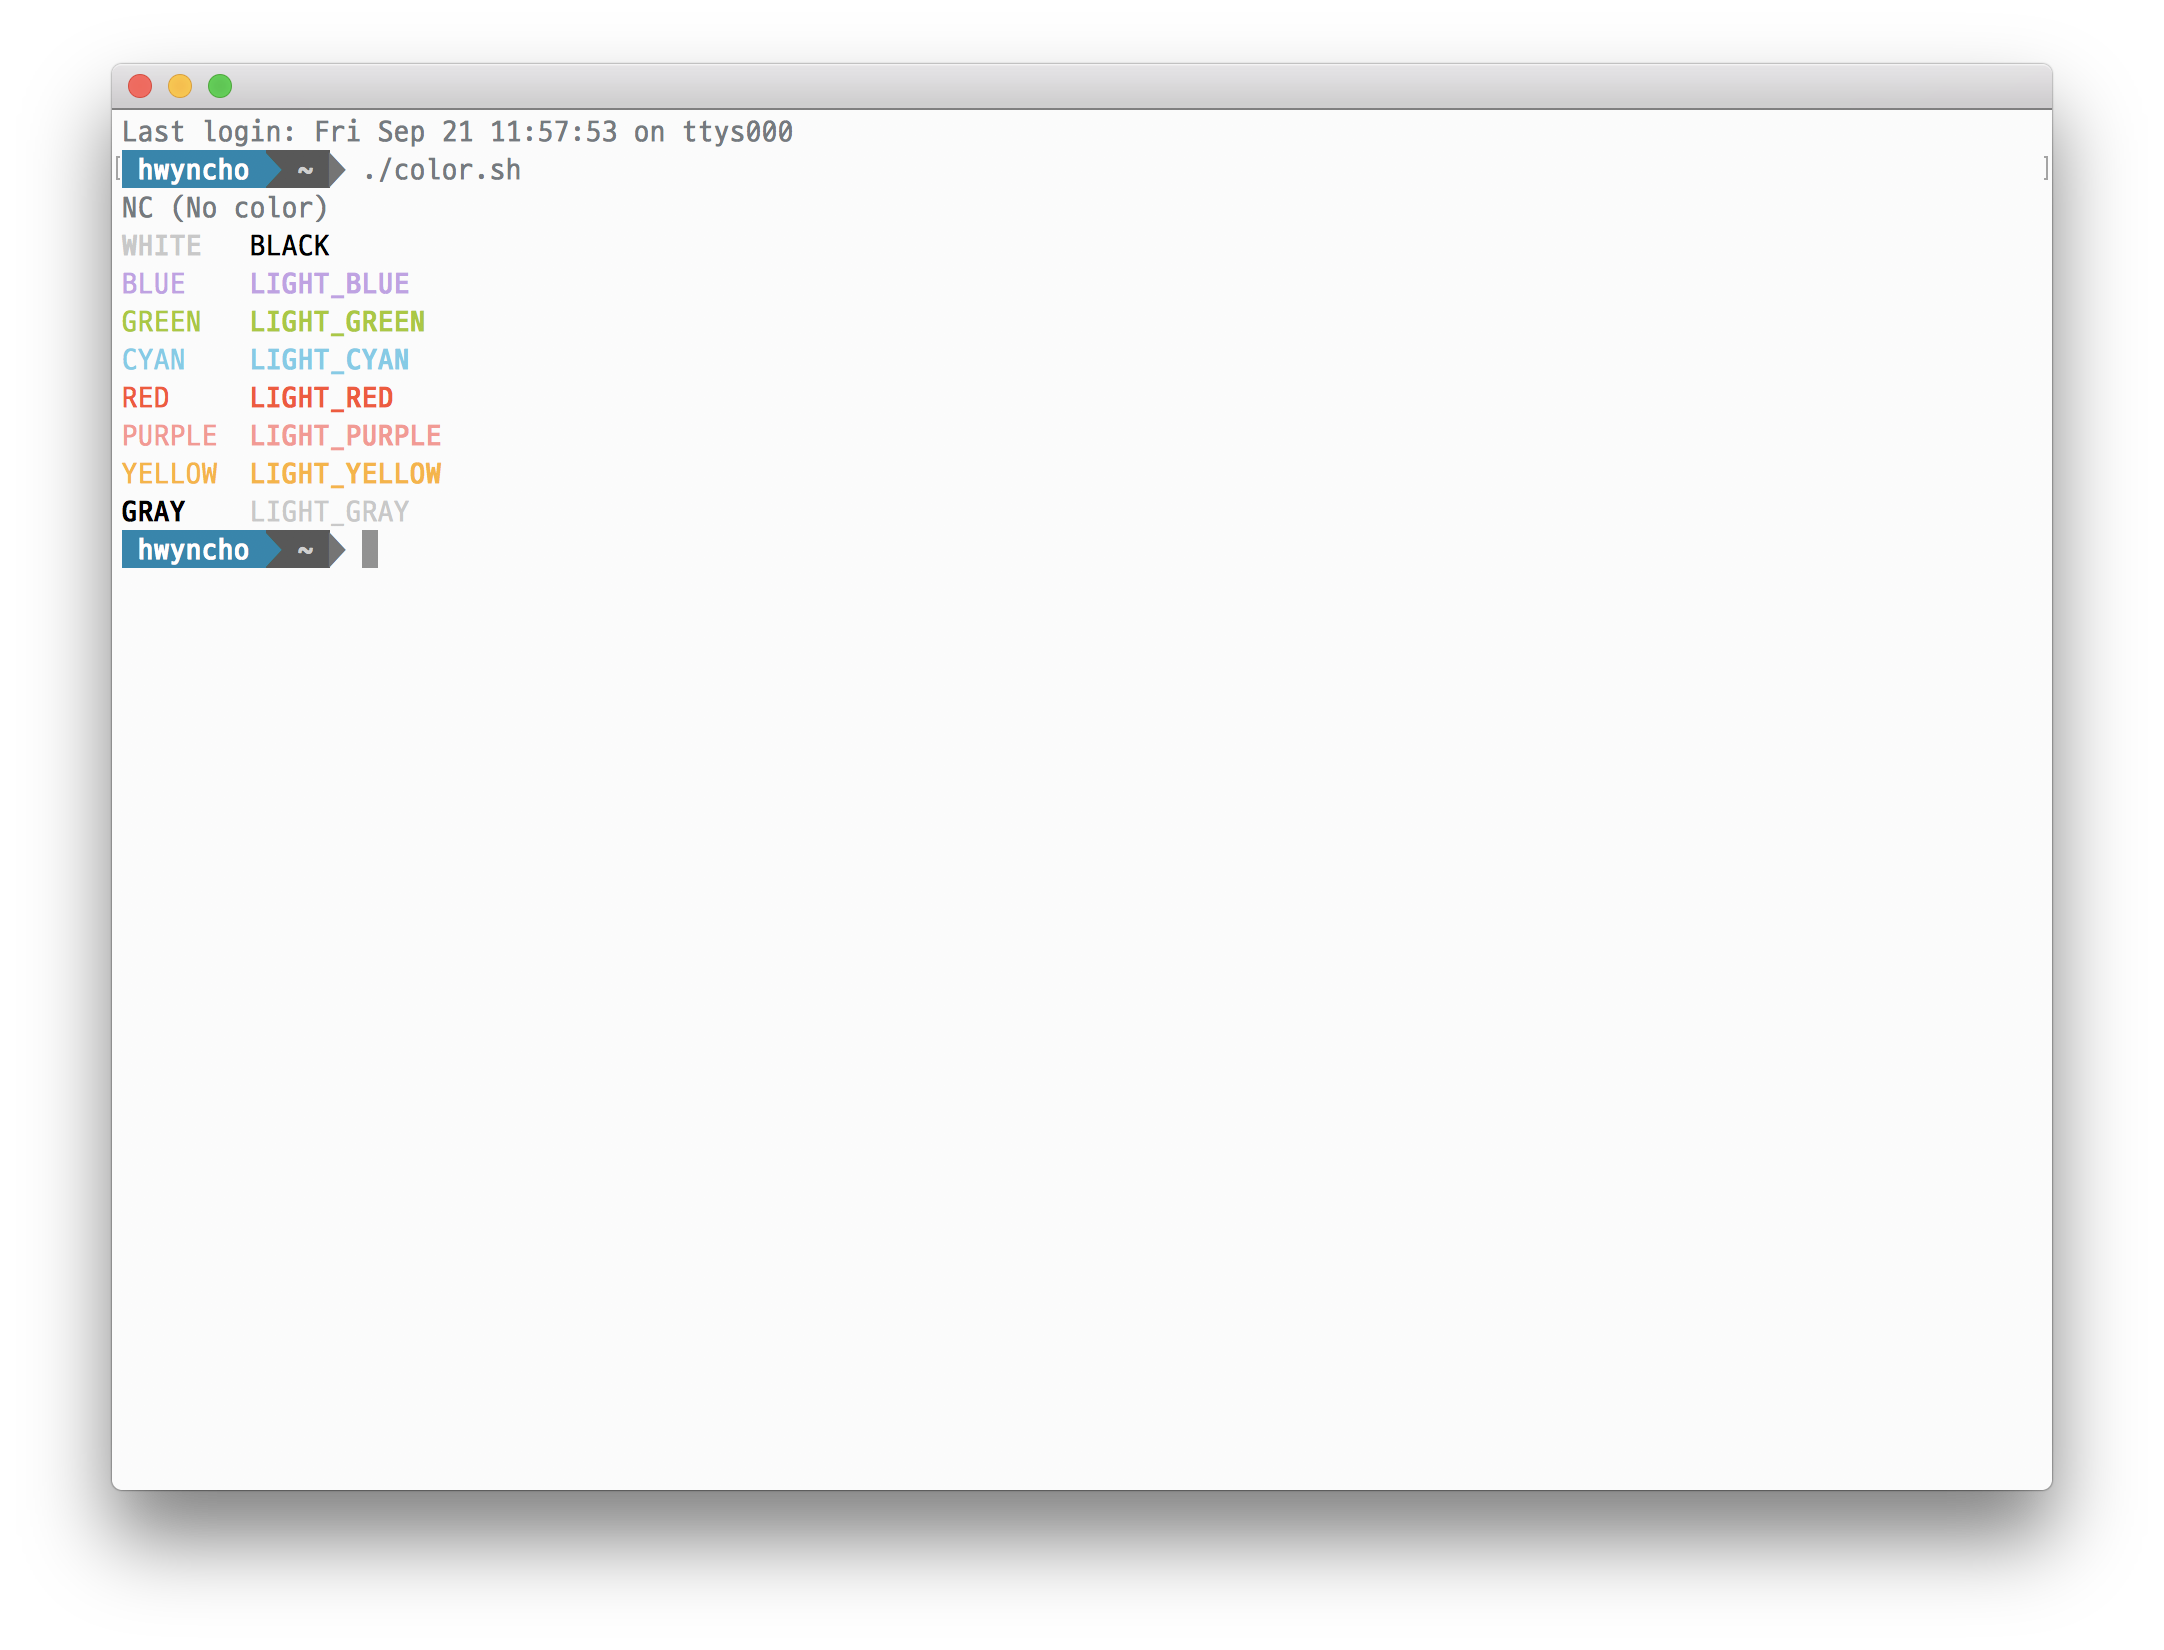 Last login: Fri Sep 21 11:57:53 on ttys000
[ hwyncho ~ ./color.sh ]
NC (No color)
WHITE BLACK
BLUE LIGHT_BLUE
GREEN LIGHT_GREEN
CYAN LIGHT_CYAN
RED LIGHT_RED
PURPLE LIGHT_PURPLE
YELLOW LIGHT_YELLOW
GRAY LIGHT_GRAY
hwyncho ~